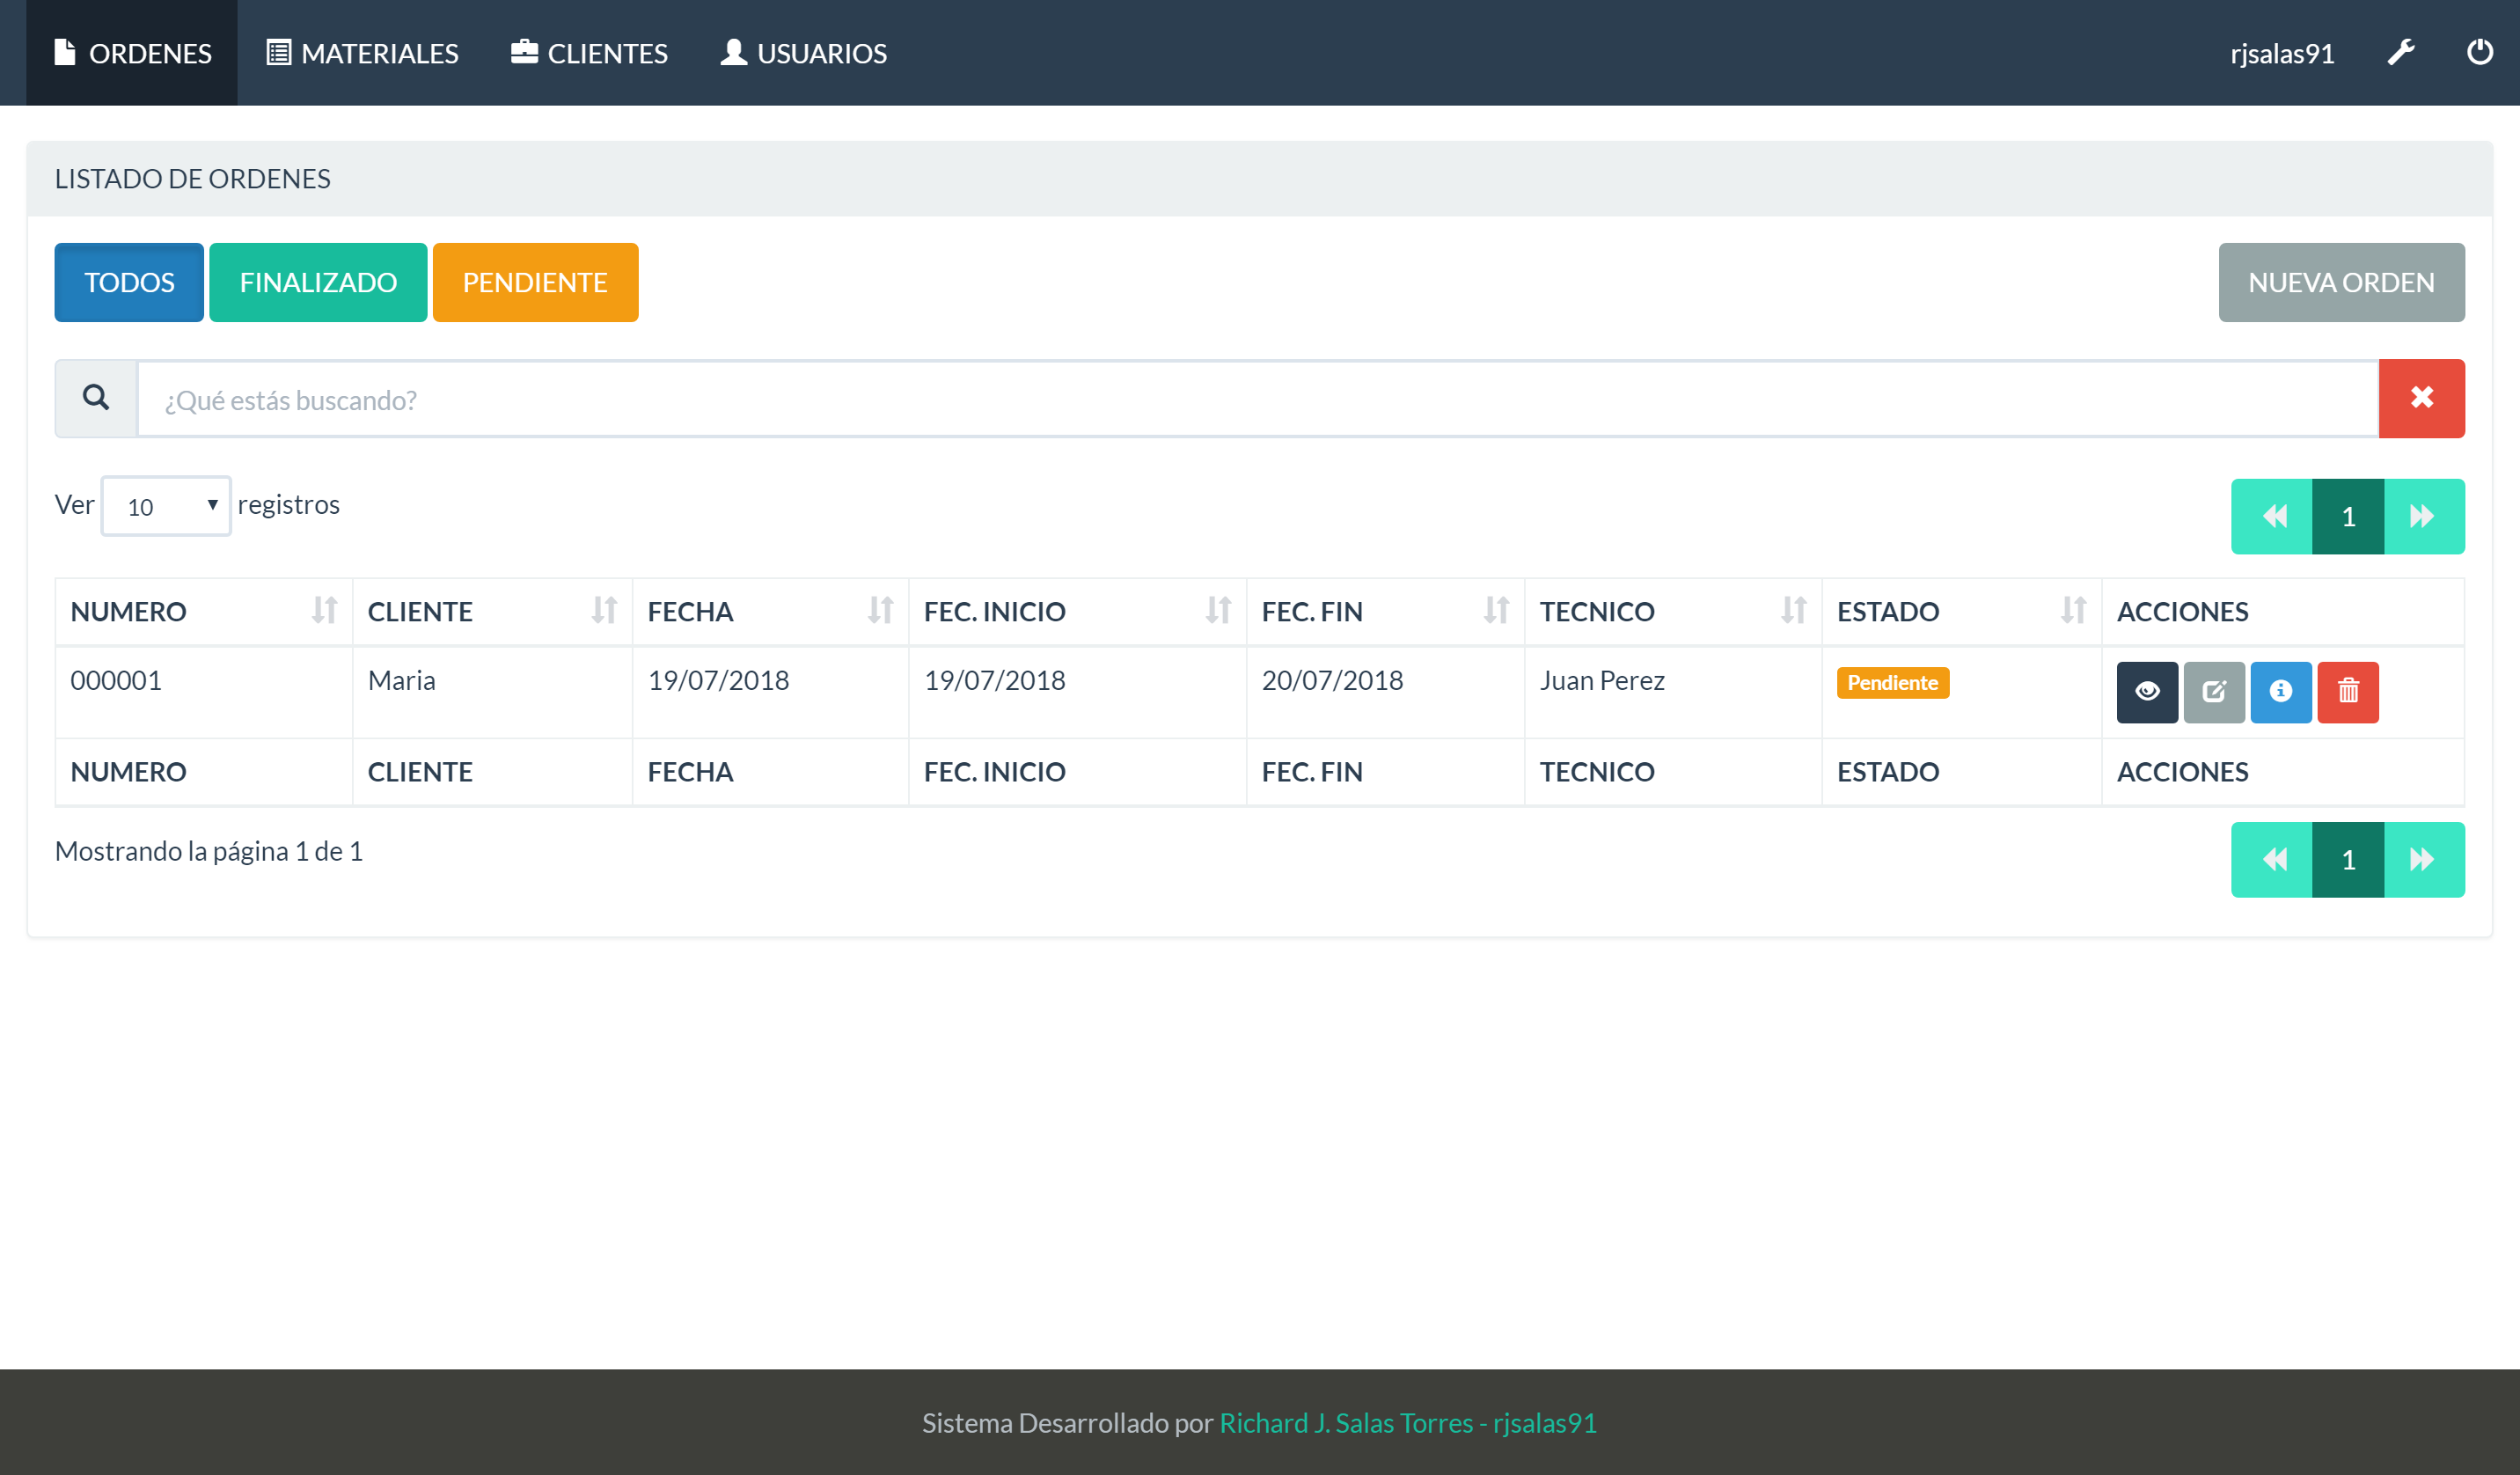 ORDENES MATERIALES CLIENTES USUARIOS rjsalas91
LISTADO DE ORDENES
TODOS FINALIZADO PENDIENTE NUEVA ORDEN
¿Qué estás buscando?
Ver 10 registros 1
NUMERO CLIENTE FECHA FEC. INICIO FEC. FIN TECNICO ESTADO ACCIONES
000001 Maria 19/07/2018 19/07/2018 20/07/2018 Juan Perez Pendiente
NUMERO CLIENTE FECHA FEC. INICIO FEC. FIN TECNICO ESTADO ACCIONES
Mostrando la página 1 de 1 1
Sistema Desarrollado por Richard J. Salas Torres - rjsalas91